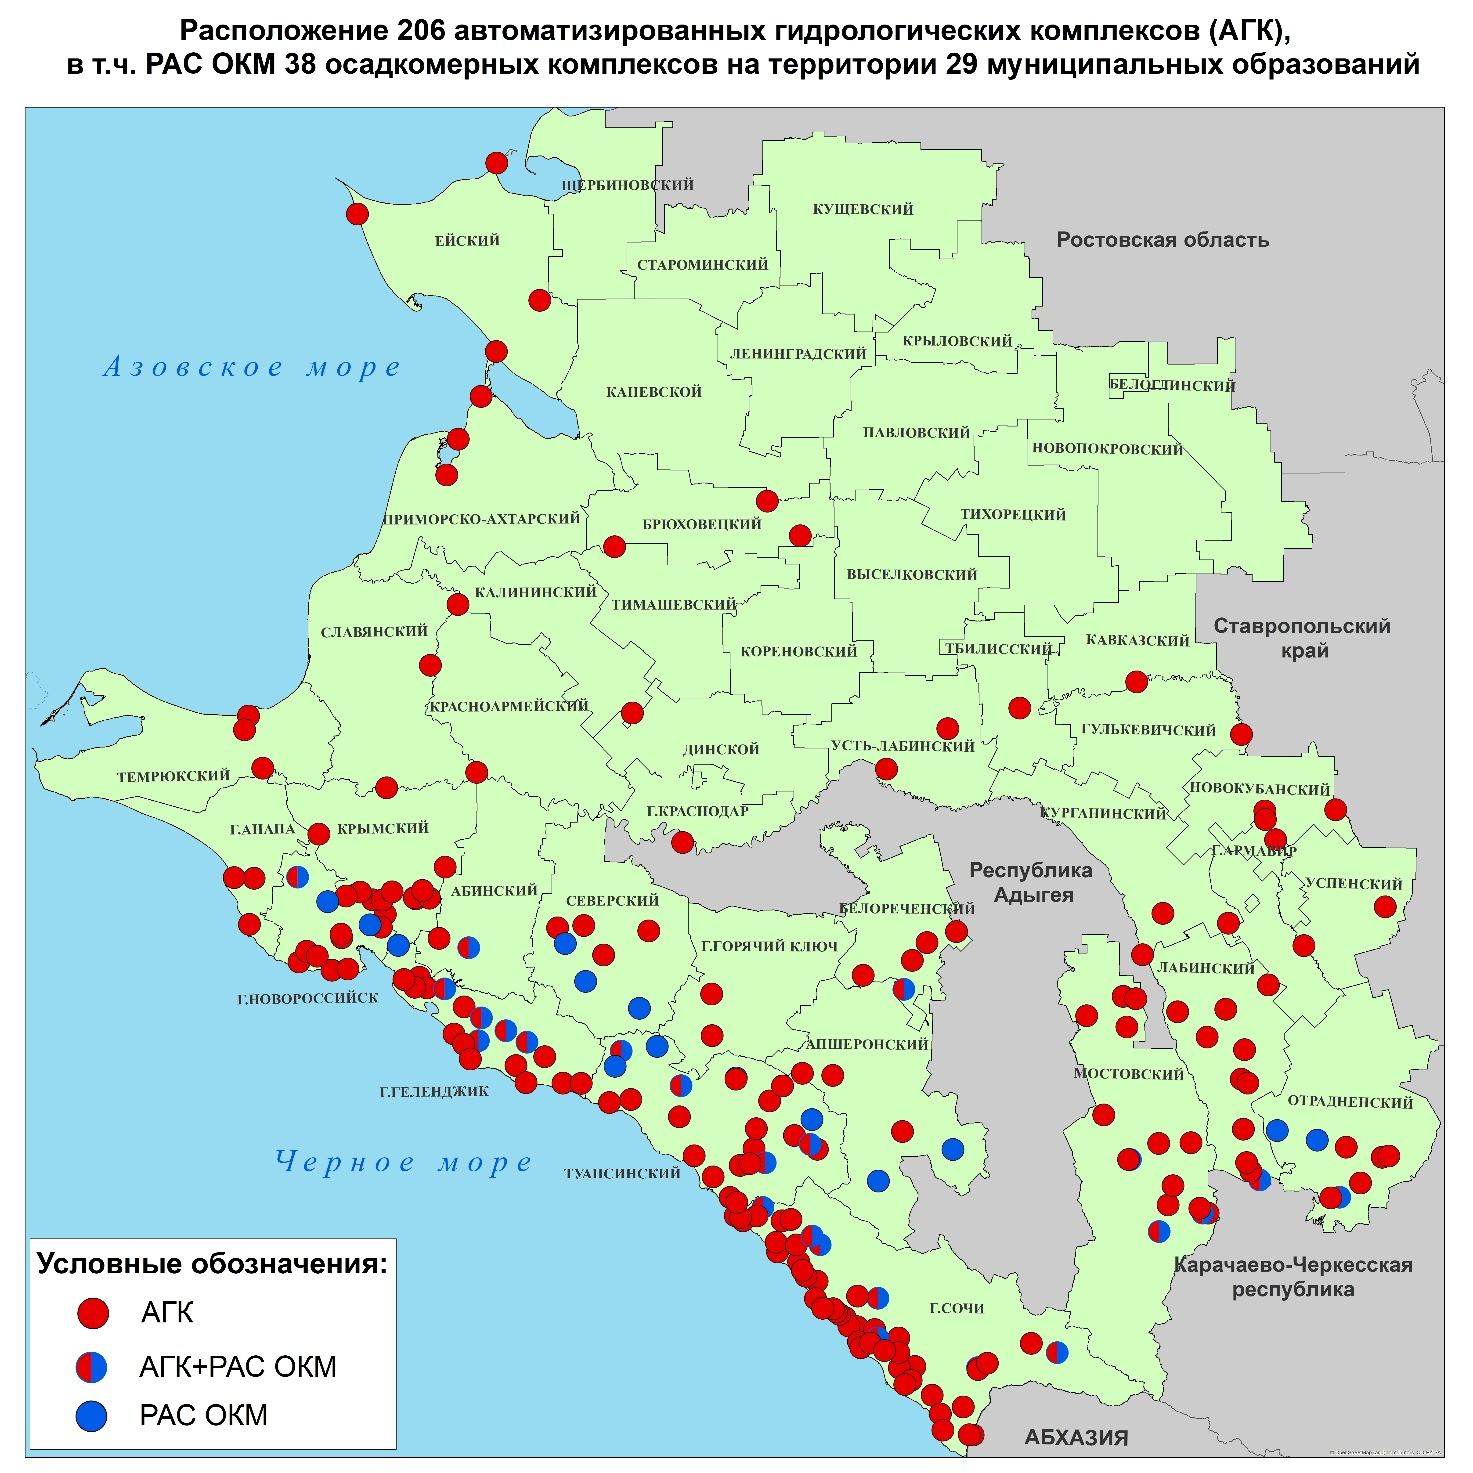 Расположение 206 автоматизированных гидрологических комплексов (АГК),
в т.ч. РАС ОКМ 38 осадкомерных комплексов на территории 29 муниципальных образований
ЩЕРБИНОВСКИЙ
КУЩЕВСКИЙ
ЕЙСКИЙ
Ростовская область
СТАРОМИНСКИЙ
КРЫЛОВСКИЙ
ЛЕНИНГРАДСКИЙ
Азовское море
БЕЛОГЛИНСКИЙ
КАНЕВСКОЙ
ПАВЛОВСКИЙ
НОВОПОКРОВСКИЙ
ТИХОРЕЦКИЙ
ПРИМОРСКО-АХТАРСКИЙ
БРЮХОВЕЦКИЙ
ВЫСЕЛКОВСКИЙ
КАЛИНИНСКИЙ
ТИМАШЕВСКИЙ
Ставропольский
край
СЛАВЯНСКИЙ
КАВКАЗСКИЙ
КОРЕНОВСКИЙ
ТБИЛИССКИЙ
КРАСНОАРМЕЙСКИЙ
ГУЛЬКЕВИЧСКИЙ
ДИНСКОЙ
УСТЬ-ЛАБИНСКИЙ
ТЕМРЮКСКИЙ
НОВОКУБАНСКИЙ
Г.КРАСНОДАР
КУРГАНИНСКИЙ
Г.АНАПА
КРЫМСКИЙ
Г.АРМАВИР
Республика
Адыгея
УСПЕНСКИЙ
АБИНСКИЙ
СЕВЕРСКИЙ
БЕЛОРЕЧЕНСКИЙ
Г.ГОРЯЧИЙ КЛЮЧ
ЛАБИНСКИЙ
Г.НОВОРОССИЙСК
АПШЕРОНСКИЙ
МОСТОВСКИЙ
Г.ГЕЛЕНДЖИК
ОТРАДНЕНСКИЙ
Черное море
ТУАПСИНСКИЙ
Карачаево-Черкесская
республика
Г.СОЧИ
Условные обозначения:
АГК
АГК+РАС ОКМ
РАС ОКМ
АБХАЗИЯ